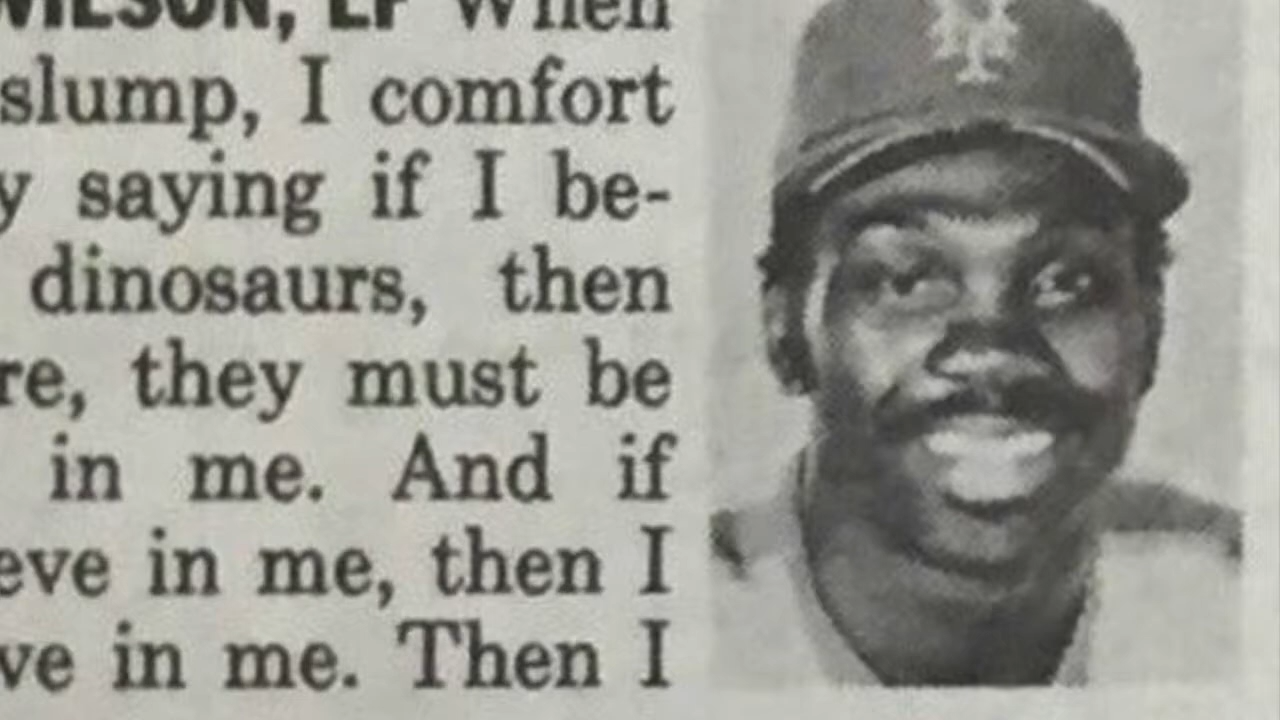 WILSON, LF When
slump, I comfort
y saying if I be-
dinosaurs, then
re, they must be
in me. And if
eve in me, then I
ve in me. Then I
NY